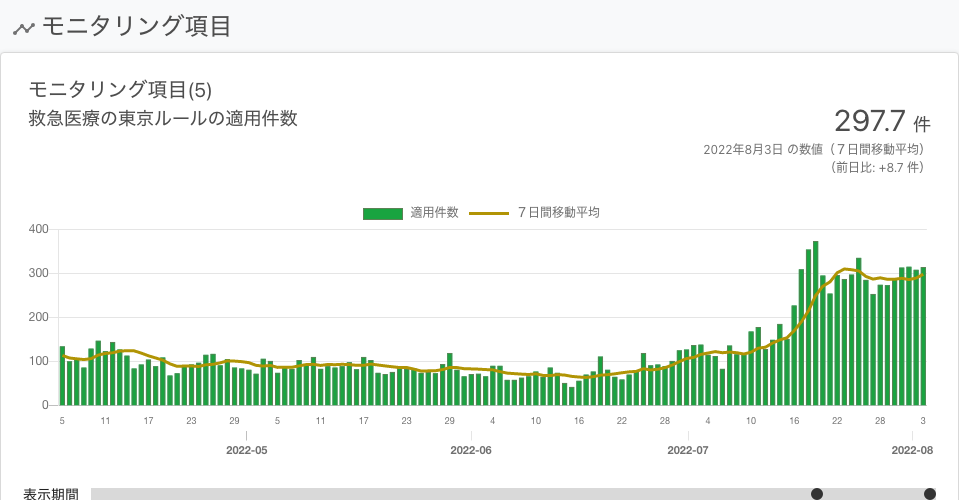 モニタリング項目
モニタリング項目(5)
救急医療の東京ルールの適用件数
297.7 件
2022年8月3日 の数値（７日間移動平均）
（前日比: +8.7 件）
適用件数 ７日間移動平均
400
300
200
100
0
5 11 17 23 29 5 11 17 23 29 4 10 16 22 28 4 10 16 22 28 3
2022-05 2022-06 2022-07 2022-08
表示期間